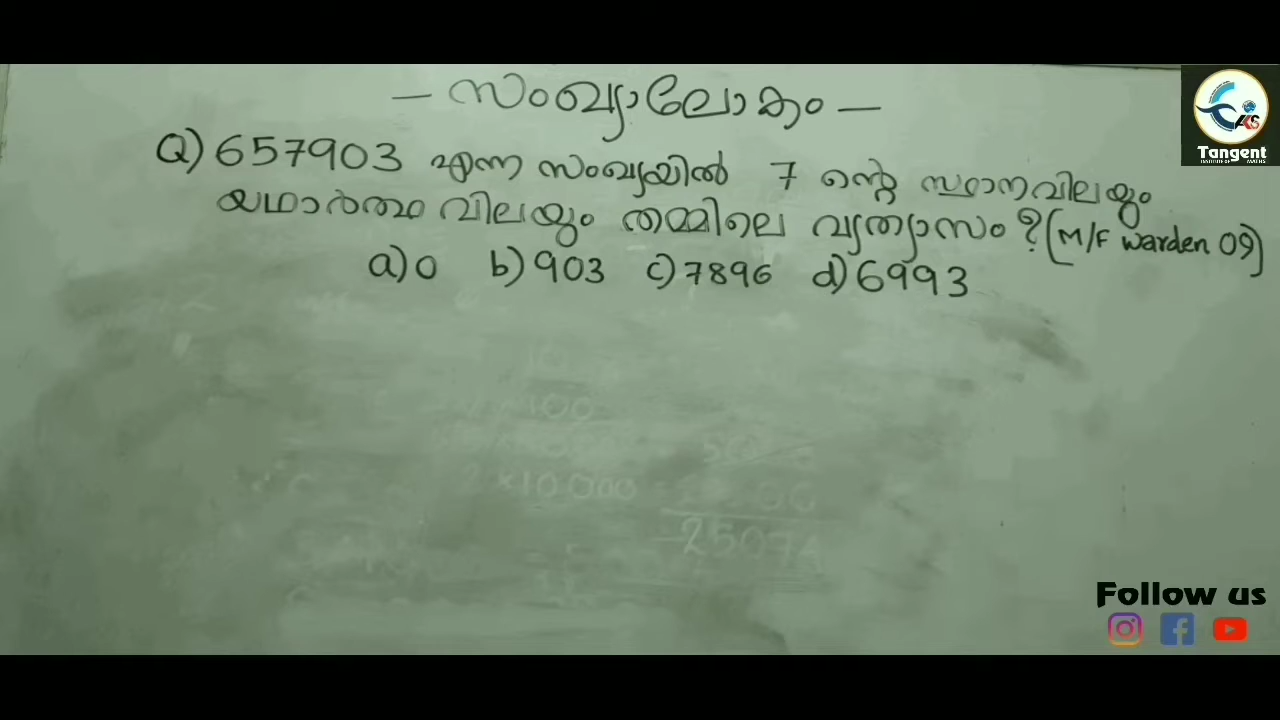 - സംഖ്യാലോകം -
Q) 657903 എന്ന സംഖ്യയിൽ 7 ന്റെ സ്ഥാനവിലയും
യഥാർത്ഥ വിലയും തമ്മിലെ വ്യത്യാസം ? (M/F warden 09)
a) 0 b) 903 c) 7896 d) 6993
Tangent
Follow us